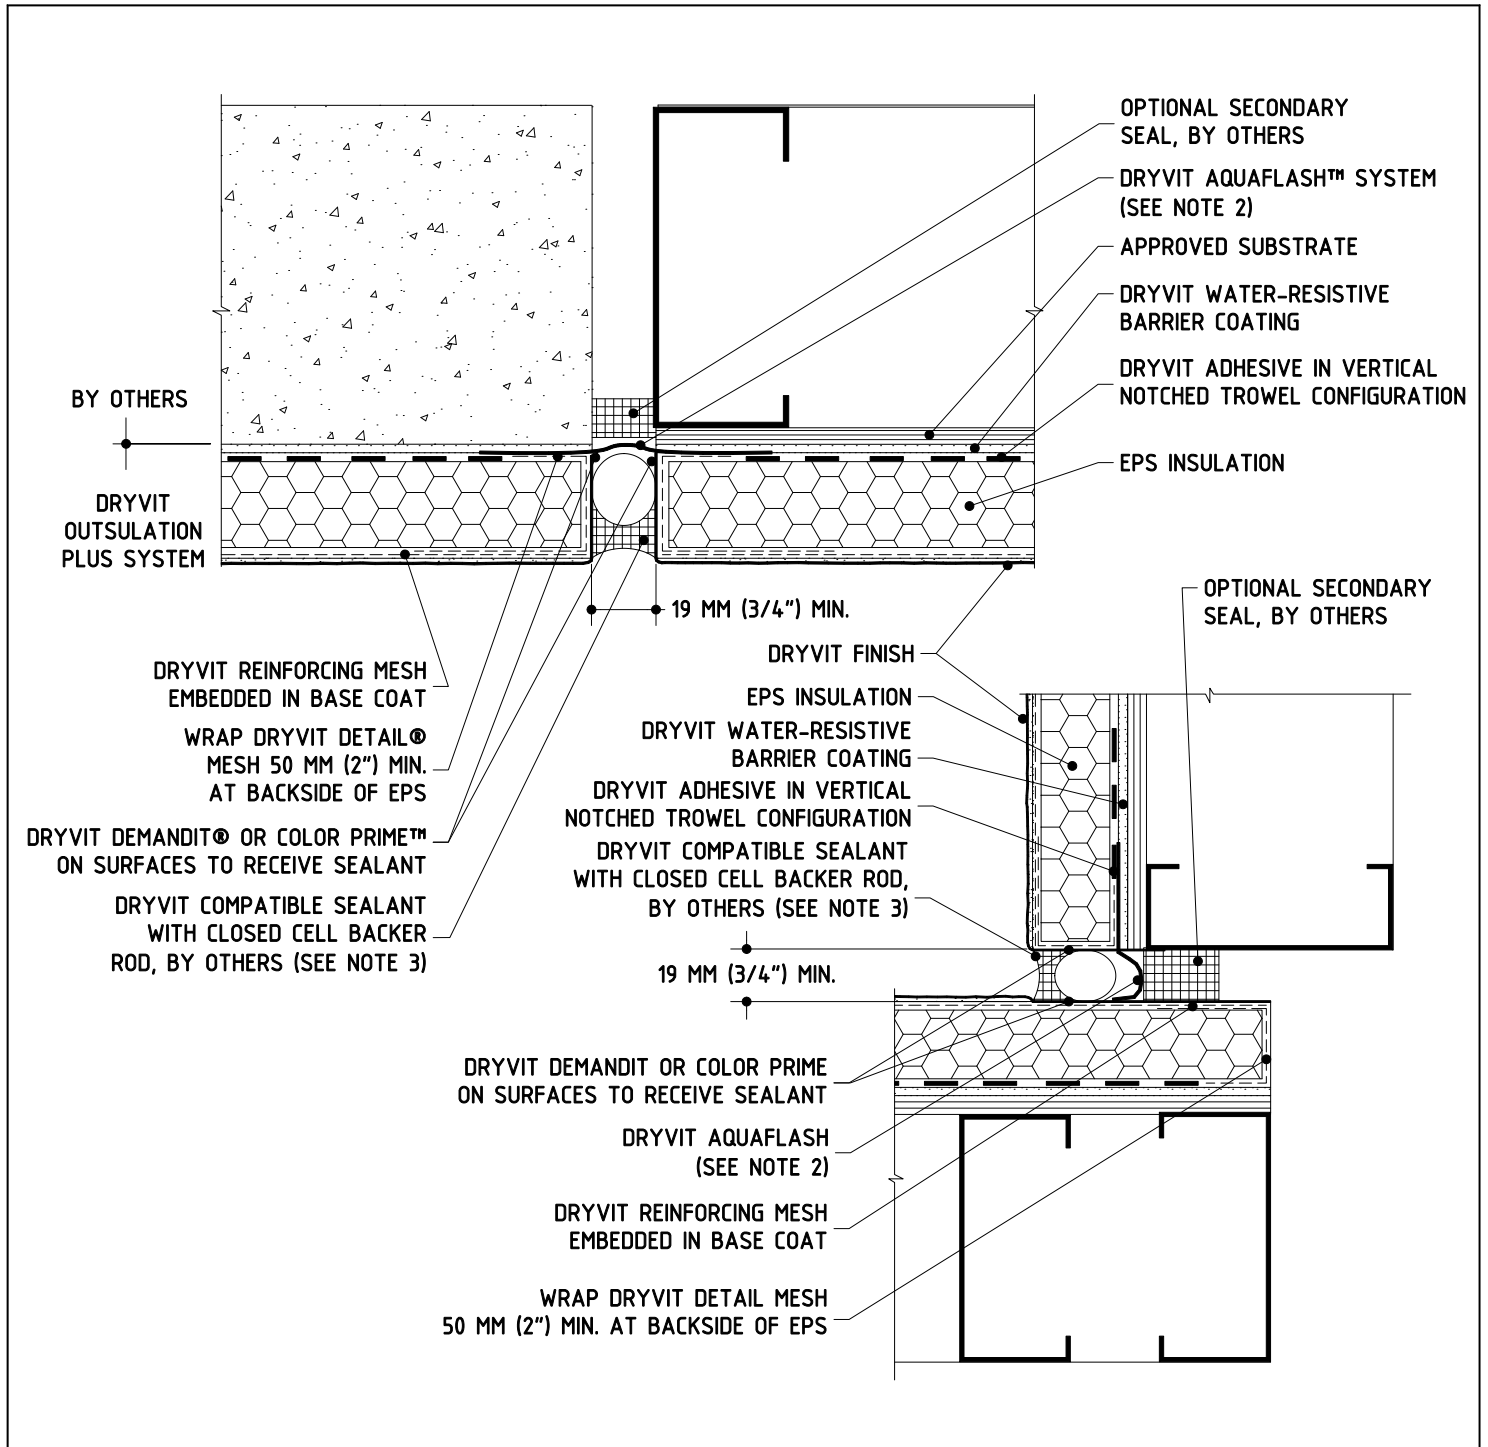 OPTIONAL SECONDARY
SEAL, BY OTHERS
DRYVIT AQUAFLASH™ SYSTEM
(SEE NOTE 2)
APPROVED SUBSTRATE
DRYVIT WATER-RESISTIVE
BARRIER COATING
DRYVIT ADHESIVE IN VERTICAL
NOTCHED TROWEL CONFIGURATION
EPS INSULATION
BY OTHERS
DRYVIT
OUTSULATION
PLUS SYSTEM
19 MM (3/4") MIN.
DRYVIT REINFORCING MESH
EMBEDDED IN BASE COAT
WRAP DRYVIT DETAIL®
MESH 50 MM (2") MIN.
AT BACKSIDE OF EPS
DRYVIT DEMANDIT® OR COLOR PRIME™
ON SURFACES TO RECEIVE SEALANT
DRYVIT COMPATIBLE SEALANT
WITH CLOSED CELL BACKER
ROD, BY OTHERS (SEE NOTE 3)
OPTIONAL SECONDARY
SEAL, BY OTHERS
DRYVIT FINISH
EPS INSULATION
DRYVIT WATER-RESISTIVE
BARRIER COATING
DRYVIT ADHESIVE IN VERTICAL
NOTCHED TROWEL CONFIGURATION
DRYVIT COMPATIBLE SEALANT
WITH CLOSED CELL BACKER ROD,
BY OTHERS (SEE NOTE 3)
19 MM (3/4") MIN.
DRYVIT DEMANDIT OR COLOR PRIME
ON SURFACES TO RECEIVE SEALANT
DRYVIT AQUAFLASH
(SEE NOTE 2)
DRYVIT REINFORCING MESH
EMBEDDED IN BASE COAT
WRAP DRYVIT DETAIL MESH
50 MM (2") MIN. AT BACKSIDE OF EPS